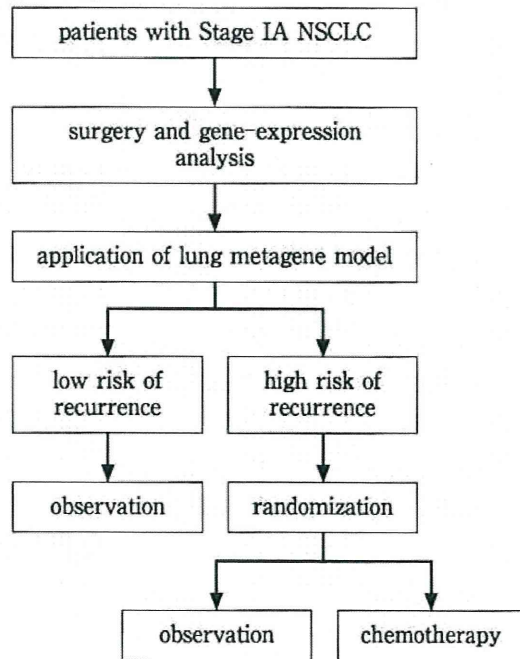 patients with Stage IA NSCLC
surgery and gene-expression
analysis
application of lung metagene model
low risk of
recurrence
high risk of
recurrence
observation
randomization
observation
chemotherapy